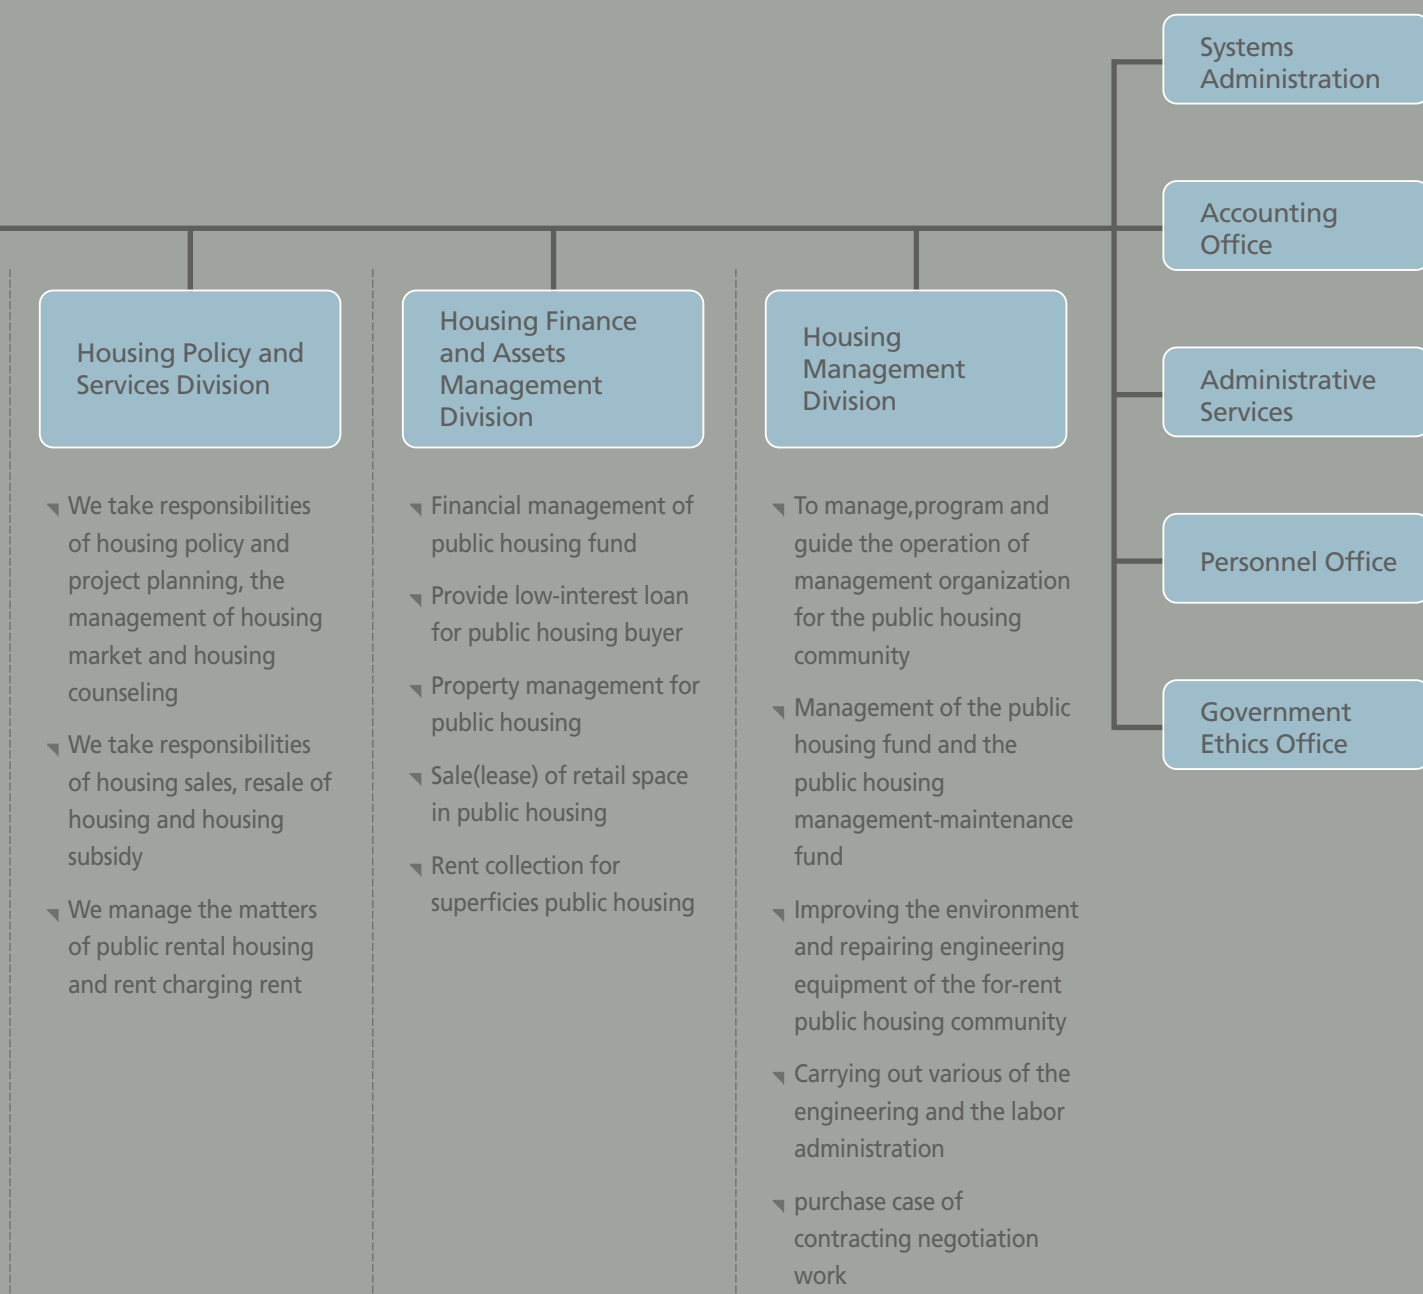 Systems
Administration
Accounting
Office
Administrative
Services
Personnel Office
Government
Ethics Office
Housing Policy and
Services Division
We take responsibilities
of housing policy and
project planning, the
management of housing
market and housing
counseling
We take responsibilities
of housing sales, resale of
housing and housing
subsidy
We manage the matters
of public rental housing
and rent charging rent
Housing Finance
and Assets
Management
Division
Financial management of
public housing fund
Provide low-interest loan
for public housing buyer
Property management for
public housing
Sale(lease) of retail space
in public housing
Rent collection for
superficies public housing
Housing
Management
Division
To manage,program and
guide the operation of
management organization
for the public housing
community
Management of the public
housing fund and the
public housing
management-maintenance
fund
Improving the environment
and repairing engineering
equipment of the for-rent
public housing community
Carrying out various of the
engineering and the labor
administration
purchase case of
contracting negotiation
work